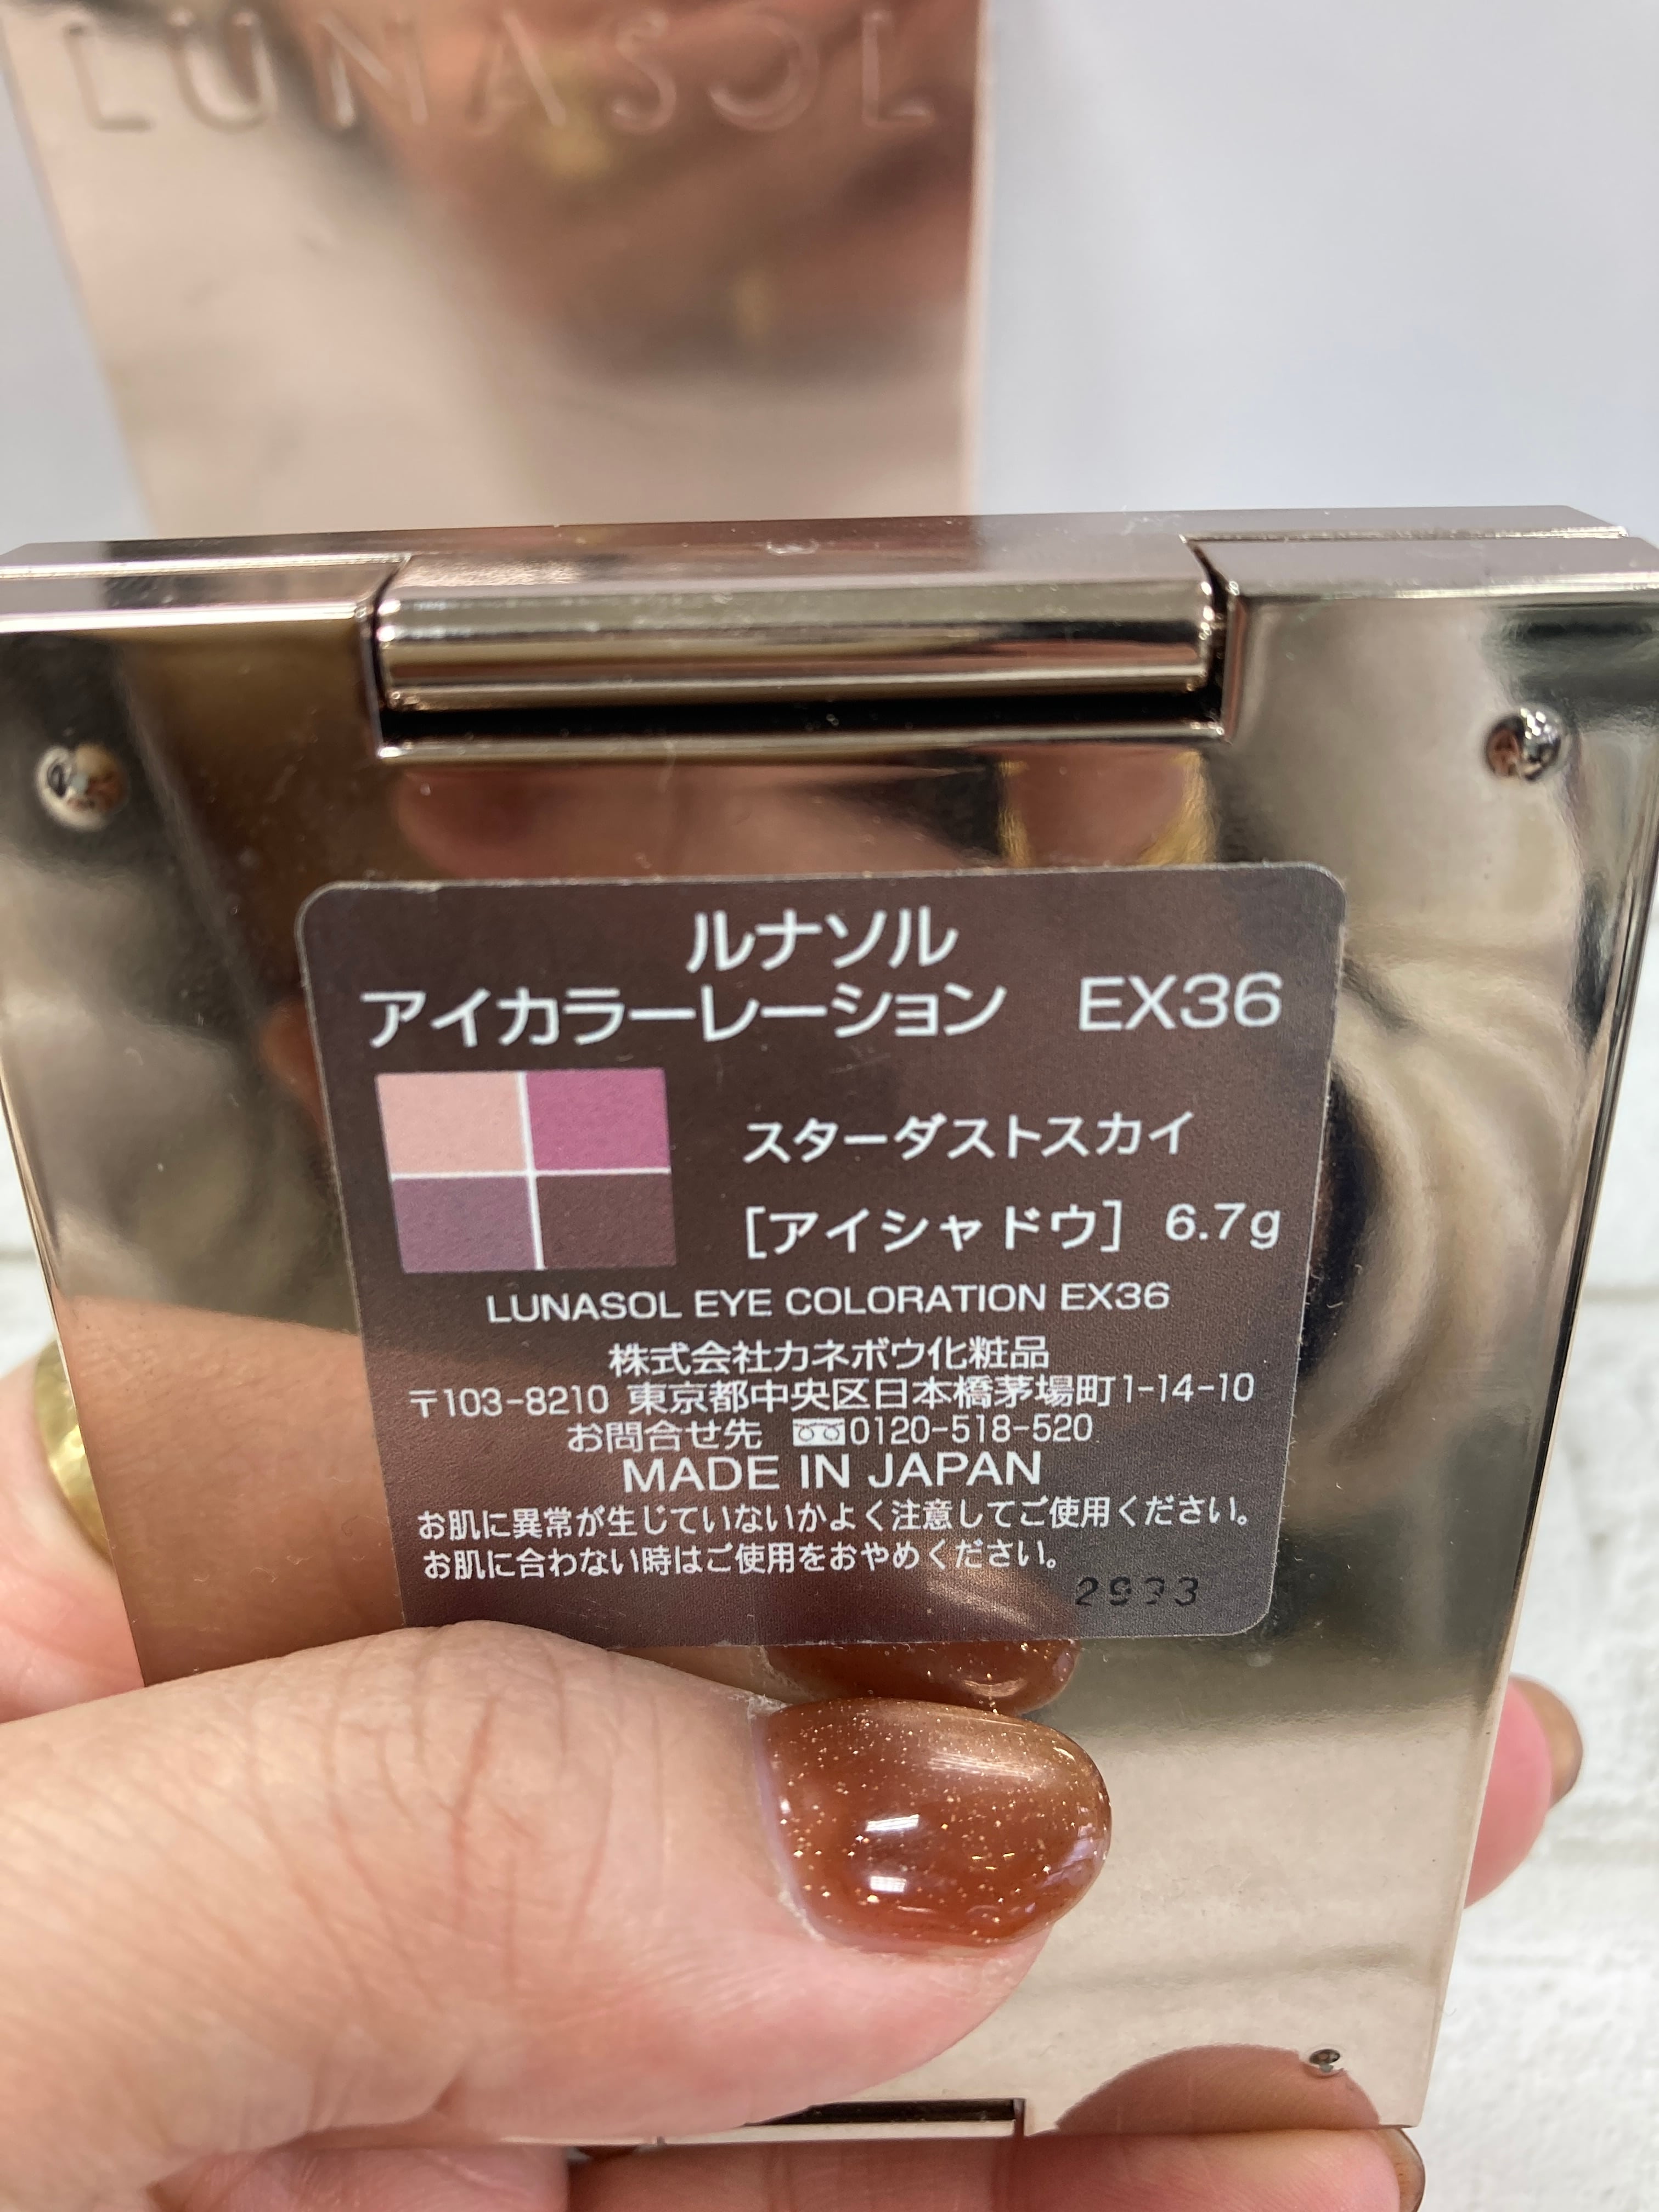 LUNASOL
ルナソル
アイカラーレーション EX36
スターダストスカイ
[アイシャドウ] 6.7g
LUNASOL EYE COLORATION EX36
株式会社カネボウ化粧品
〒103-8210 東京都中央区日本橋茅場町1-14-10
お問合せ先 0120-518-520
MADE IN JAPAN
お肌に異常が生じていないかよく注意してご使用ください。
お肌に合わない時はご使用をおやめください。
2993